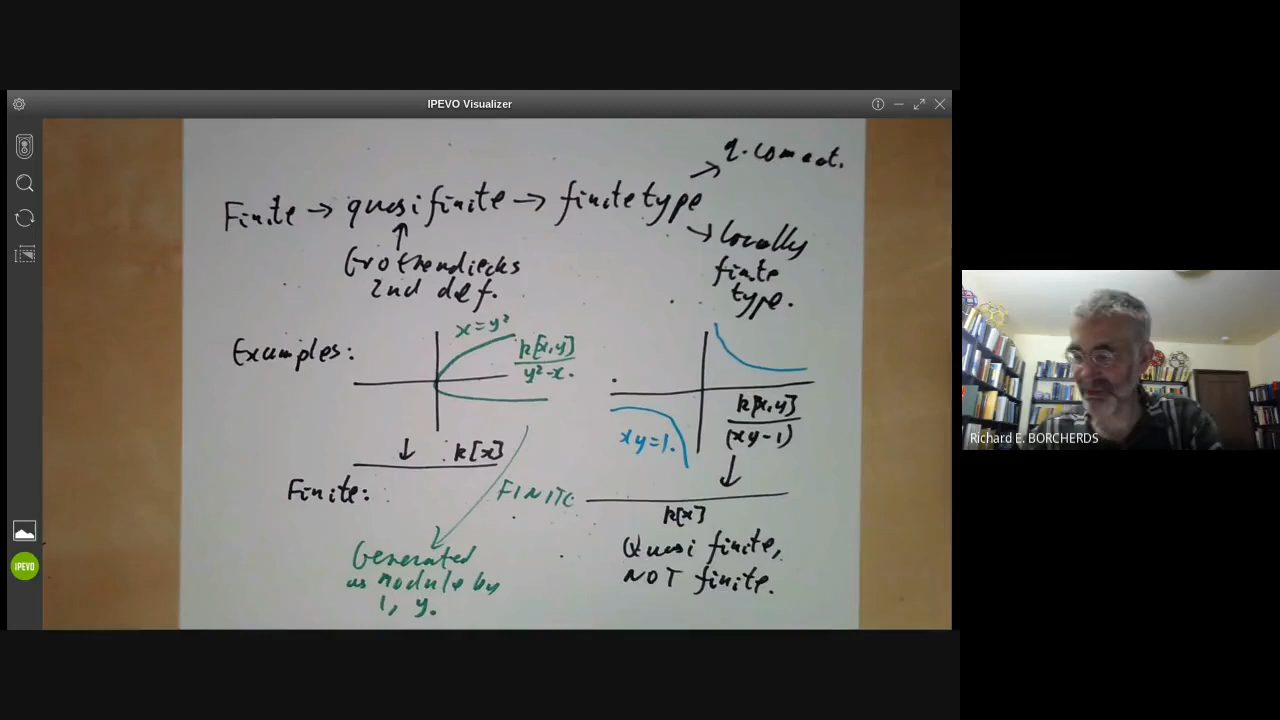 IPEVO Visualizer
q. compact.
Finite → quasifinite → finite type
Grothendiecks
2nd def.
locally
finite
type.
Examples:
x=y²
k[x,y]
y²-x.
k[x]
Finite:
FINITE
Generated
as module by
1, y.
xy=1.
k[x,y]
(xy-1)
k[x]
Quasi finite,
NOT finite.
Richard E. BORCHERDS
IPEVO